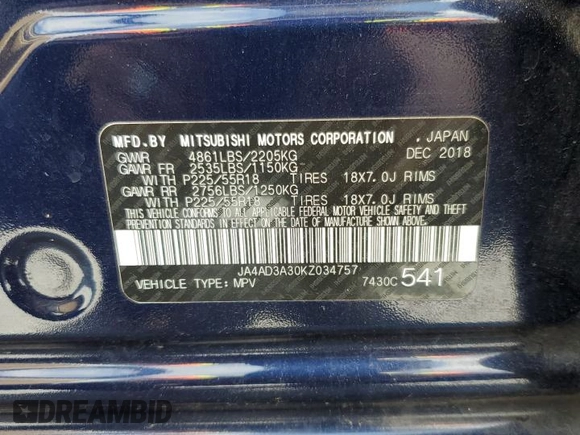 MFD.BY MITSUBISHI MOTORS CORPORATION . JAPAN
GVWR 4861LBS/2205KG DEC 2018
GAWR FR 2535LBS/1150KG
WITH P225/55R18 TIRES 18X7.0J RIMS
GAWR RR 2756LBS/1250KG
WITH P225/55R18 TIRES 18X7.0J RIMS
THIS VEHICLE CONFORMS TO ALL APPLICABLE FEDERAL MOTOR VEHICLE SAFETY AND THEFT
PREVENTION STANDARDS IN EFFECT ON THE DATE OF MANUFACTURE SHOWN ABOVE.
JA4AD3A30KZ034757
VEHICLE TYPE: MPV 7430C 541
DREAMBID